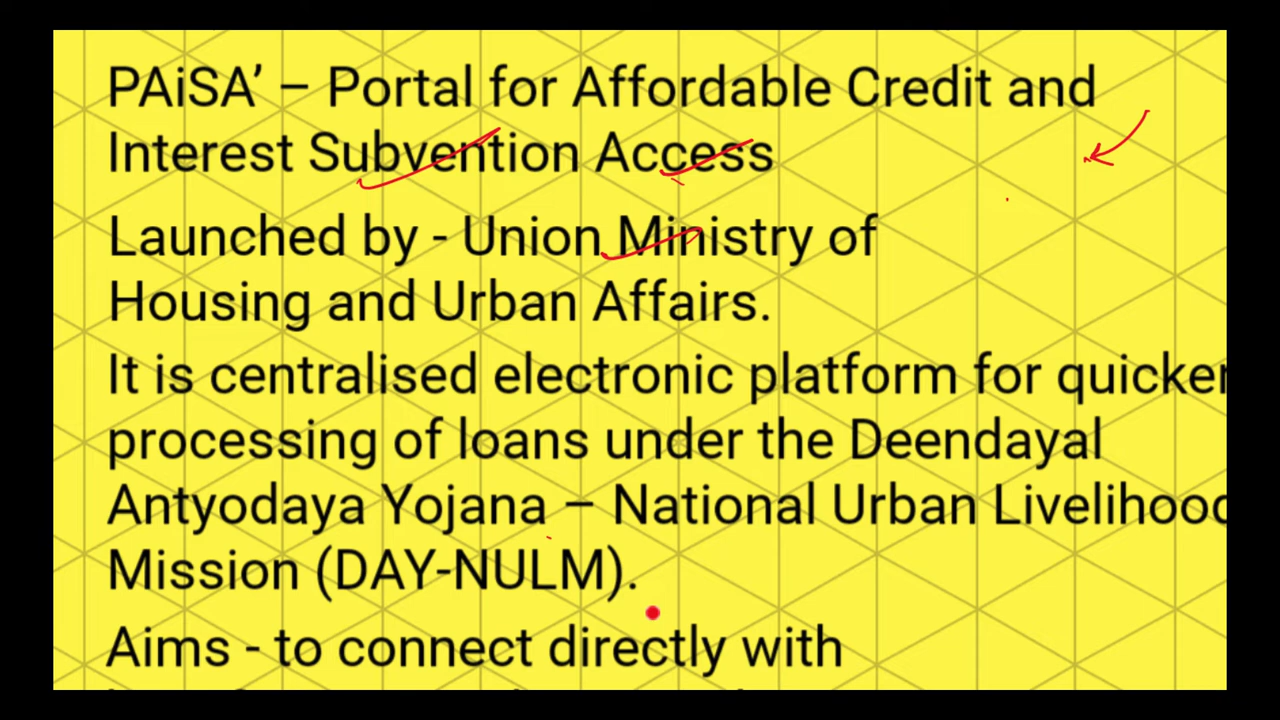 PAiSA’ – Portal for Affordable Credit and
Interest Subvention Access
Launched by - Union Ministry of
Housing and Urban Affairs.
It is centralised electronic platform for quicker
processing of loans under the Deendayal
Antyodaya Yojana – National Urban Livelihood
Mission (DAY-NULM).
Aims - to connect directly with